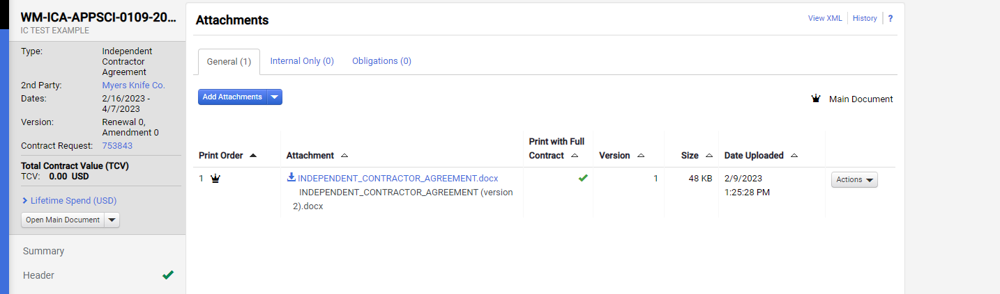 WM-ICA-APPSCI-0109-20...
IC TEST EXAMPLE
Type: Independent
Contractor
Agreement
2nd Party: Myers Knife Co.
Dates: 2/16/2023 -
4/7/2023
Version: Renewal 0,
Amendment 0
Contract Request: 753843
Total Contract Value (TCV)
TCV: 0.00 USD
Lifetime Spend (USD)
Open Main Document
Summary
Header
Attachments
View XML History ?
General (1) Internal Only (0) Obligations (0)
Add Attachments
Main Document
Print with Full
Print Order Attachment Contract Version Size Date Uploaded
1 INDEPENDENT_CONTRACTOR_AGREEMENT.docx 1 48 KB 2/9/2023 Actions
INDEPENDENT_CONTRACTOR_AGREEMENT (version 1:25:28 PM
2).docx